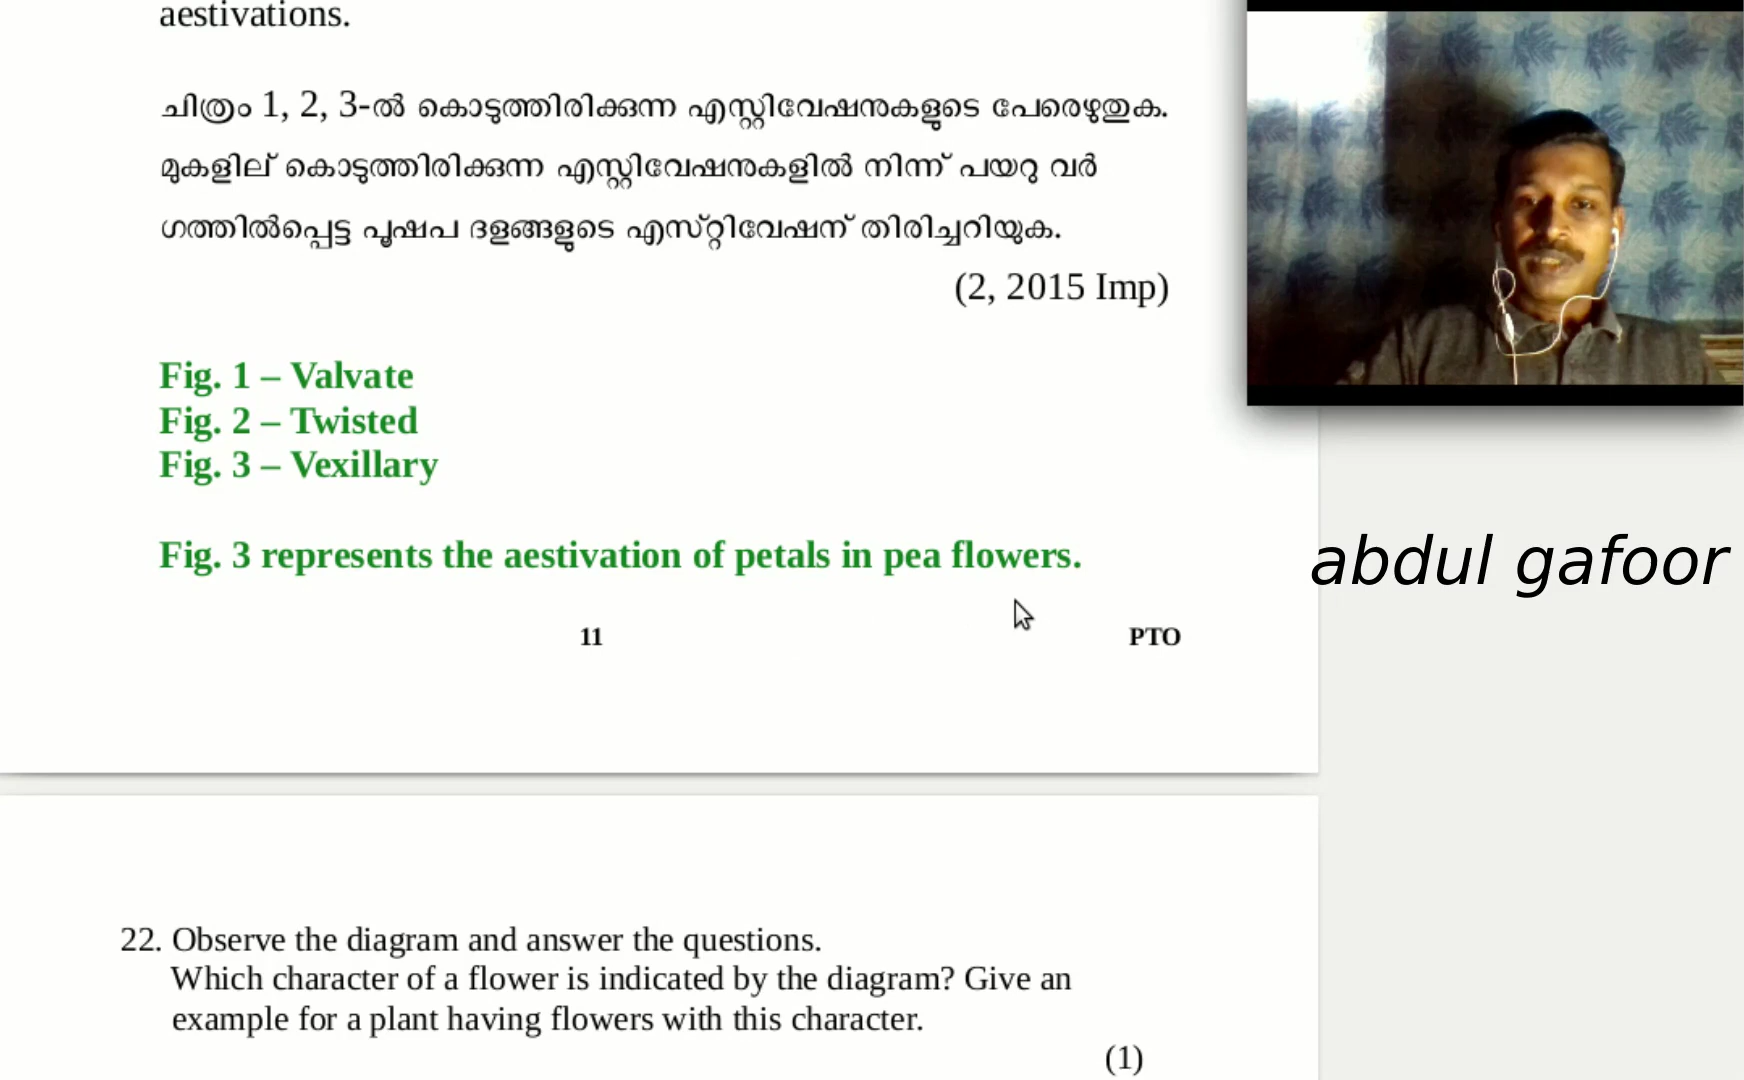 aestivations.
ചിത്രം 1, 2, 3-ൽ കൊടുത്തിരിക്കുന്ന എസ്റ്റിവേഷനുകളുടെ പേരെഴുതുക.
മുകളില് കൊടുത്തിരിക്കുന്ന എസ്റ്റിവേഷനുകളിൽ നിന്ന് പയറു വർ
ഗത്തിൽപ്പെട്ട പൂഷപ ദളങ്ങളുടെ എസ്‌റ്റിവേഷന് തിരിച്ചറിയുക.
(2, 2015 Imp)
Fig. 1 – Valvate
Fig. 2 – Twisted
Fig. 3 – Vexillary
Fig. 3 represents the aestivation of petals in pea flowers.
abdul gafoor
11 PTO
22. Observe the diagram and answer the questions.
Which character of a flower is indicated by the diagram? Give an
example for a plant having flowers with this character.
(1)